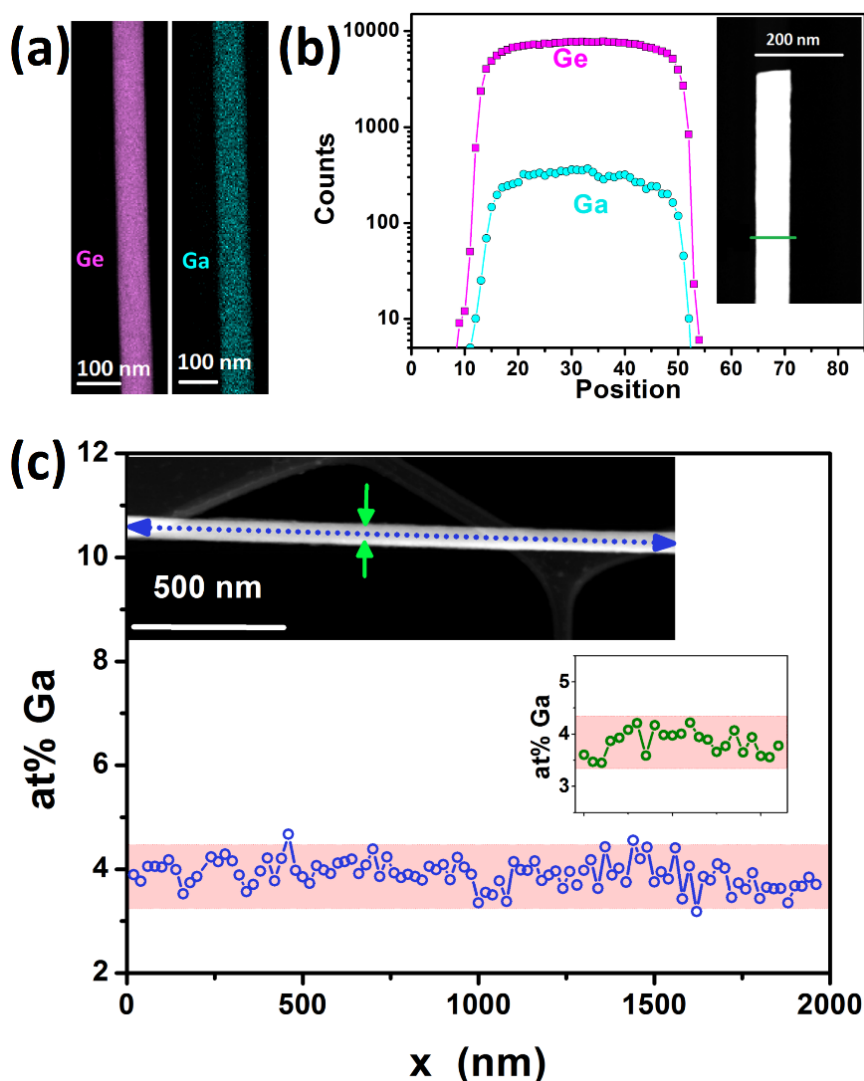 (a)
Ge
100 nm
Ga
100 nm
(b)
10000
1000
100
10
Counts
Ge
Ga
200 nm
0 10 20 30 40 50 60 70 80
Position
(c)
12
10
8
6
4
2
at% Ga
500 nm
5
4
3
at% Ga
0 500 1000 1500 2000
x (nm)